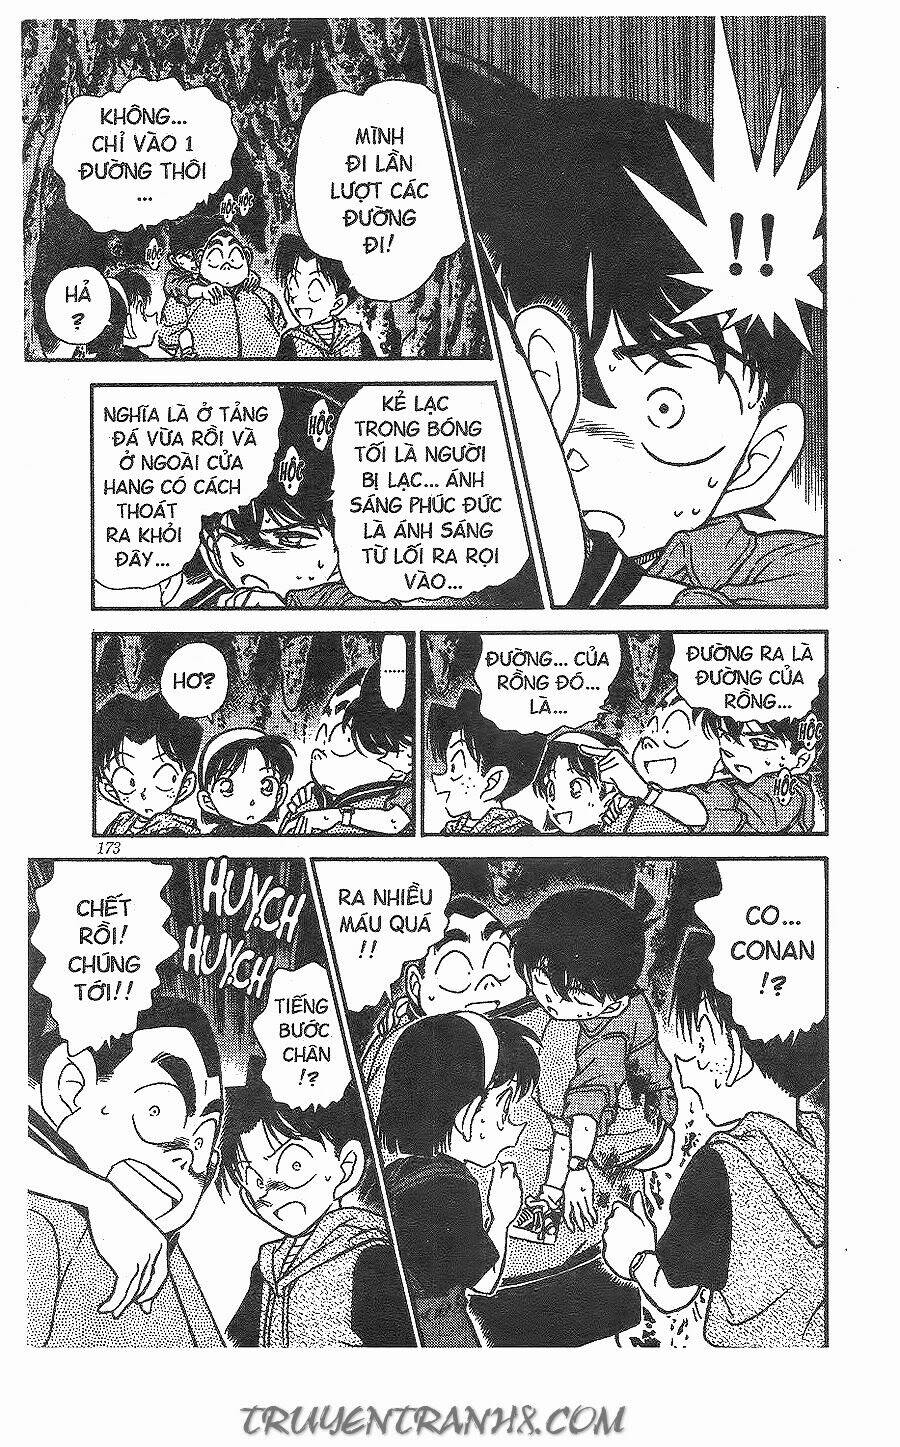 !!
MÌNH
ĐI LẦN
LƯỢT CÁC
ĐƯỜNG
ĐI!
KHÔNG...
CHỈ VÀO 1
ĐƯỜNG THÔI
...
HỘC
HỘC
HỘC
HẢ
?
KẺ LẠC
TRONG BÓNG
TỐI LÀ NGƯỜI
BỊ LẠC... ÁNH
SÁNG PHÚC ĐỨC
LÀ ÁNH SÁNG
TỪ LỐI RA RỌI
VÀO...
HỘC
HỘC
NGHĨA LÀ Ở TẢNG
ĐÁ VỪA RỒI VÀ
Ở NGOÀI CỬA
HANG CÓ CÁCH
THOÁT
RA KHỎI
ĐÂY...
ĐƯỜNG RA LÀ
ĐƯỜNG CỦA
RỒNG...
HỘC
HỘC
ĐƯỜNG... CỦA
RỒNG ĐÓ...
LÀ...
........
HƠ?
173
CO...
CONAN
!?
RA NHIỀU
MÁU QUÁ
!!
HUỴCH
HUỴCH
TIẾNG
BƯỚC
CHÂN
!?
CHẾT
RỒI!
CHÚNG
TỚI!!
TRUYENTRANH8.COM